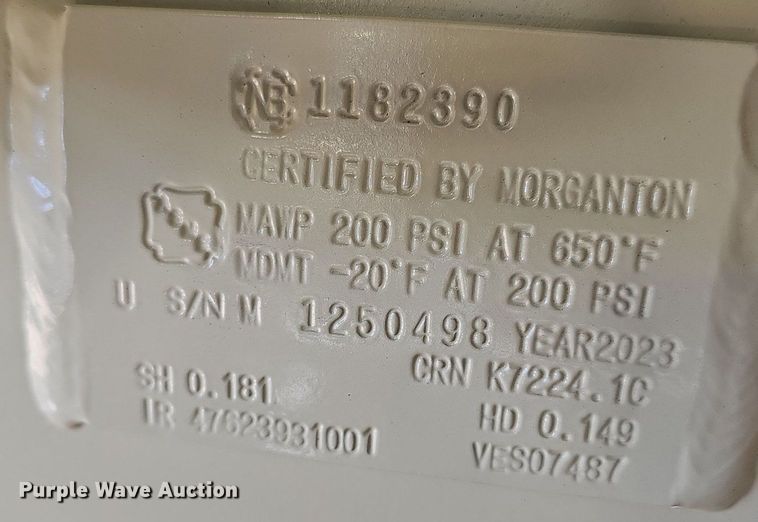 NB 1182390
CERTIFIED BY MORGANTON
MAWP 200 PSI AT 650°F
MDMT -20°F AT 200 PSI
U S/N M 1250498 YEAR2023
SH 0.181 CRN K7224.1C
IR 47623931001 HD 0.149
VES07487
Purple Wave Auction